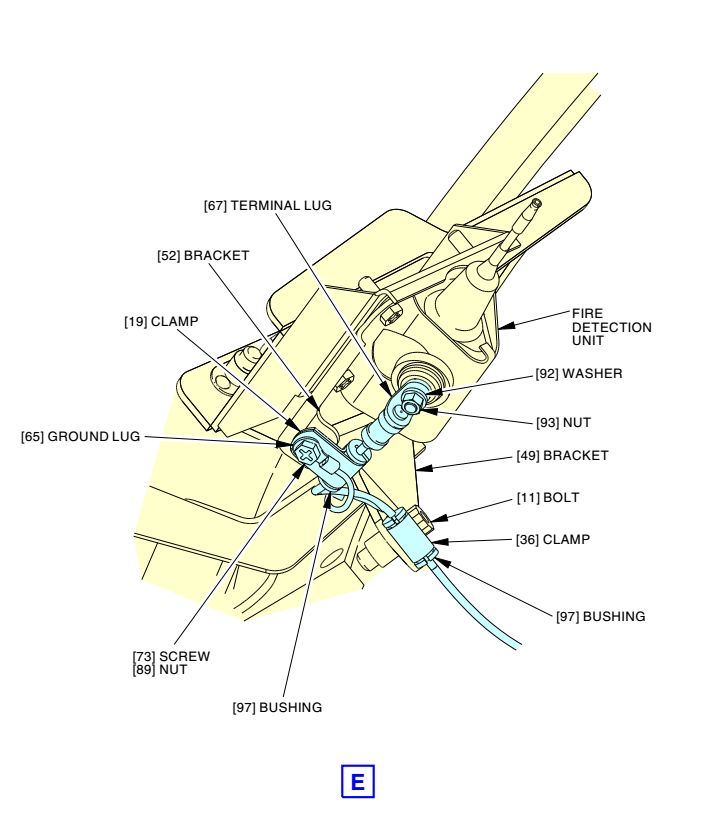 [67] TERMINAL LUG
[52] BRACKET
[19] CLAMP
FIRE
DETECTION
UNIT
[92] WASHER
[93] NUT
[65] GROUND LUG
[49] BRACKET
[11] BOLT
[36] CLAMP
[97] BUSHING
[73] SCREW
[89] NUT
[97] BUSHING
E